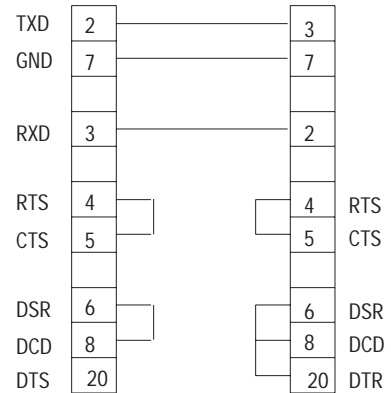 TXD 2 3
GND 7 7
RXD 3 2
RTS 4 4 RTS
CTS 5 5 CTS
DSR 6 6 DSR
DCD 8 8 DCD
DTS 20 20 DTR